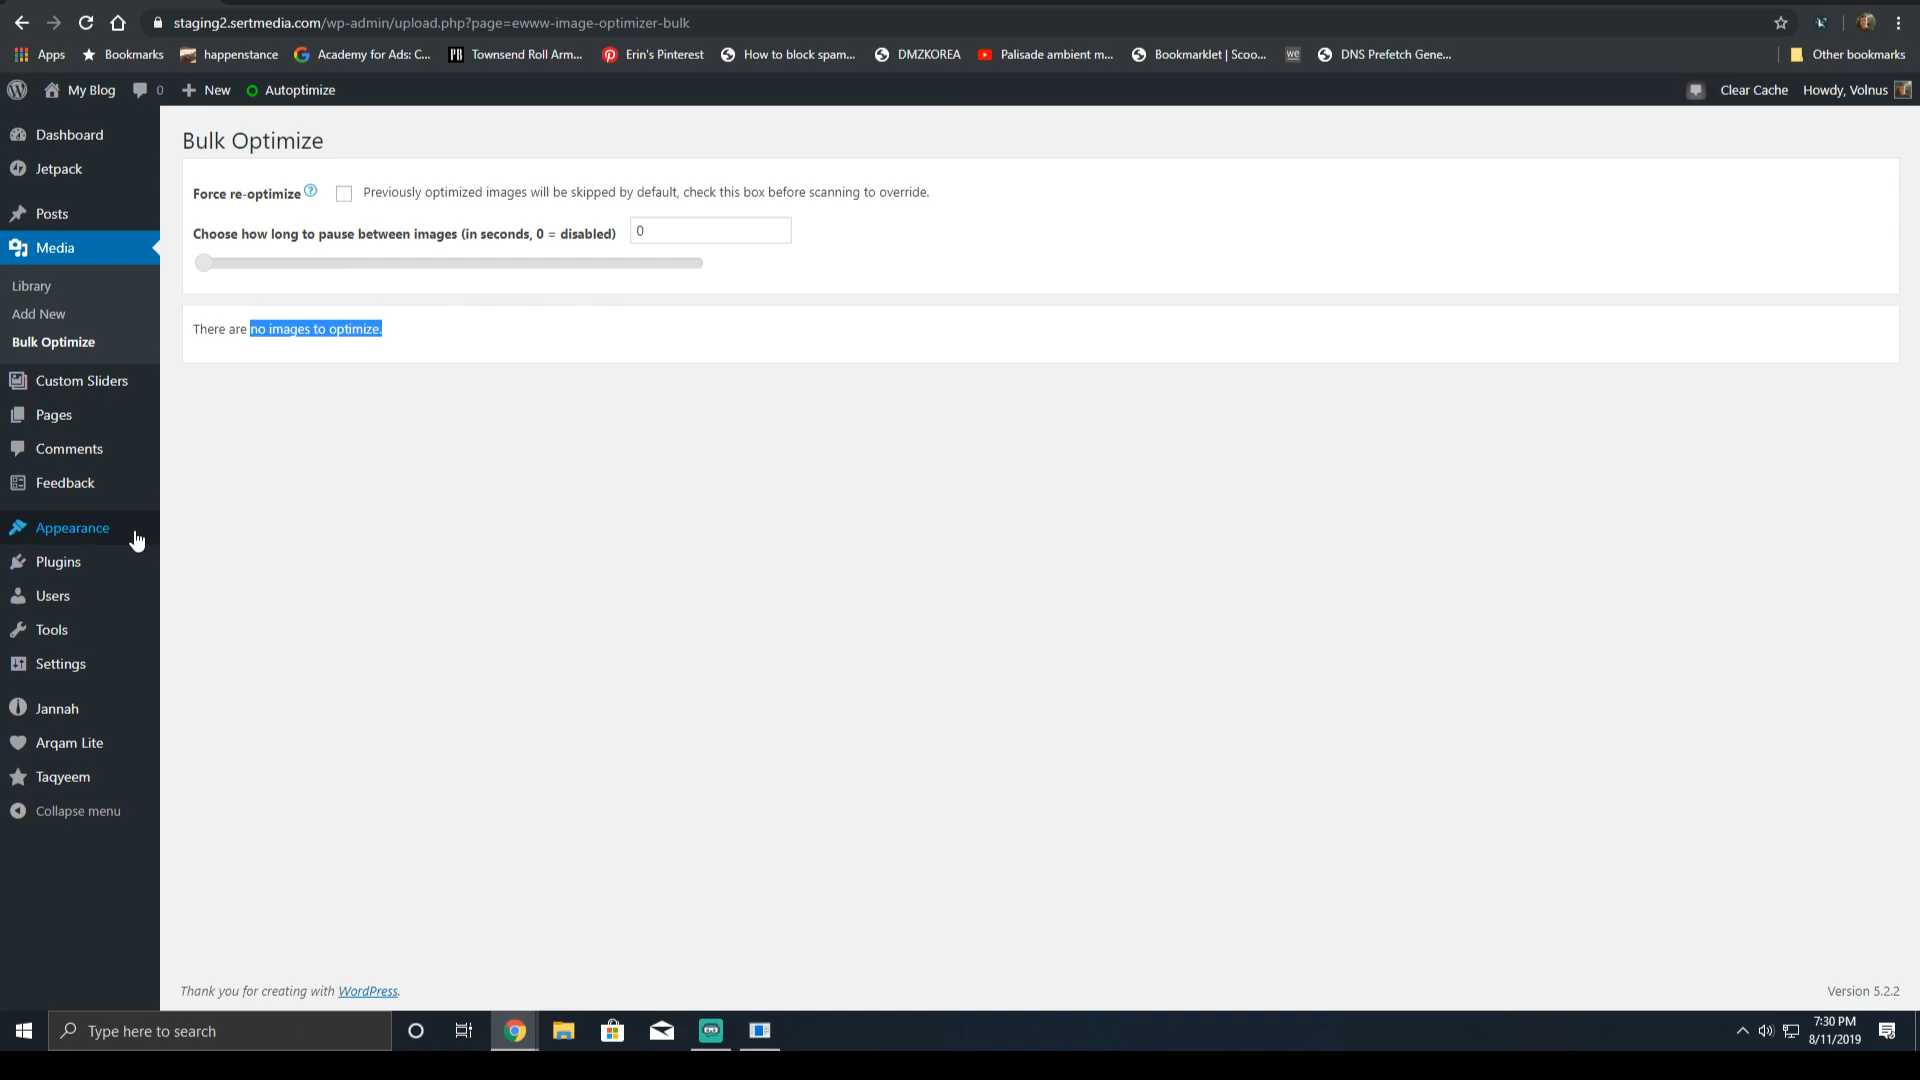 staging2.sertmedia.com/wp-admin/upload.php?page=ewww-image-optimizer-bulk
Apps Bookmarks happenstance Academy for Ads: C... Townsend Roll Arm... Erin's Pinterest How to block spam... DMZKOREA Palisade ambient m... Bookmarklet | Scoo... we DNS Prefetch Gene... Other bookmarks
My Blog 0 New Autoptimize Clear Cache Howdy, Volnus
Dashboard
Jetpack
Posts
Media
Library
Add New
Bulk Optimize
Custom Sliders
Pages
Comments
Feedback
Appearance
Plugins
Users
Tools
Settings
Jannah
Arqam Lite
Taqyeem
Collapse menu
Bulk Optimize
Force re-optimize ? Previously optimized images will be skipped by default, check this box before scanning to override.
Choose how long to pause between images (in seconds, 0 = disabled) 0
There are no images to optimize.
Thank you for creating with WordPress. Version 5.2.2
Type here to search
7:30 PM
8/11/2019